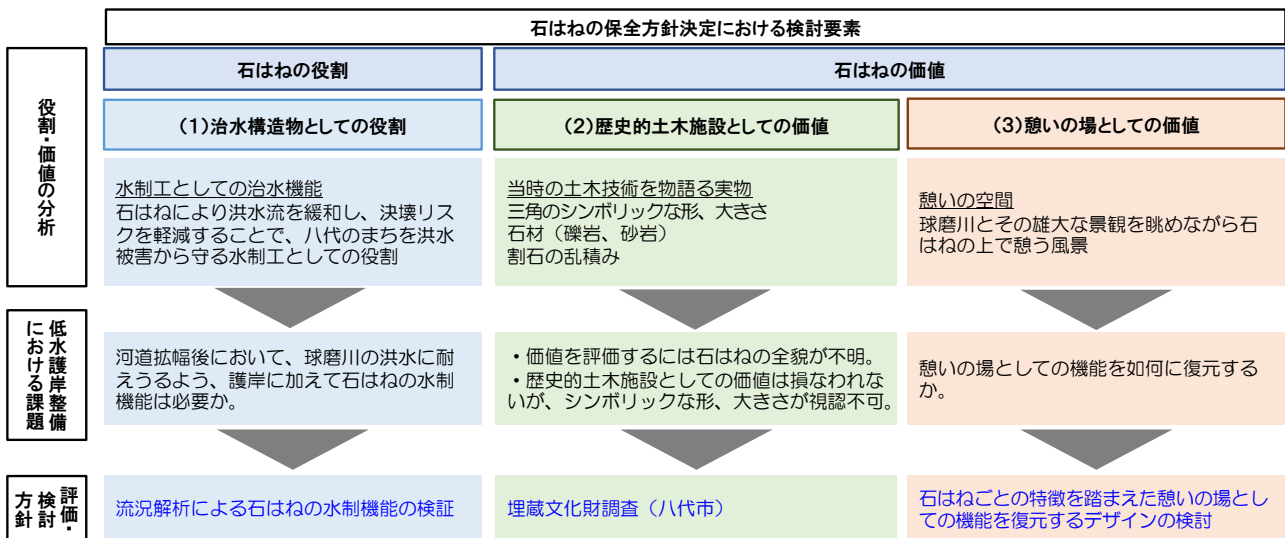 石はねの保全方針決定における検討要素
石はねの役割
石はねの価値
役割・価値の分析
(1)治水構造物としての役割
(2)歴史的土木施設としての価値
(3)憩いの場としての価値
水制工としての治水機能
石はねにより洪水流を緩和し、決壊リス
クを軽減することで、八代のまちを洪水
被害から守る水制工としての役割
当時の土木技術を物語る実物
三角のシンボリックな形、大きさ
石材（礫岩、砂岩）
割石の乱積み
憩いの空間
球磨川とその雄大な景観を眺めながら石
はねの上で憩う風景
低水護岸整備
における課題
河道拡幅後において、球磨川の洪水に耐
えうるよう、護岸に加えて石はねの水制
機能は必要か。
・価値を評価するには石はねの全貌が不明。
・歴史的土木施設としての価値は損なわれな
いが、シンボリックな形、大きさが視認不可。
憩いの場としての機能を如何に復元する
か。
評価・
検討
方針
流況解析による石はねの水制機能の検証
埋蔵文化財調査（八代市）
石はねごとの特徴を踏まえた憩いの場とし
ての機能を復元するデザインの検討